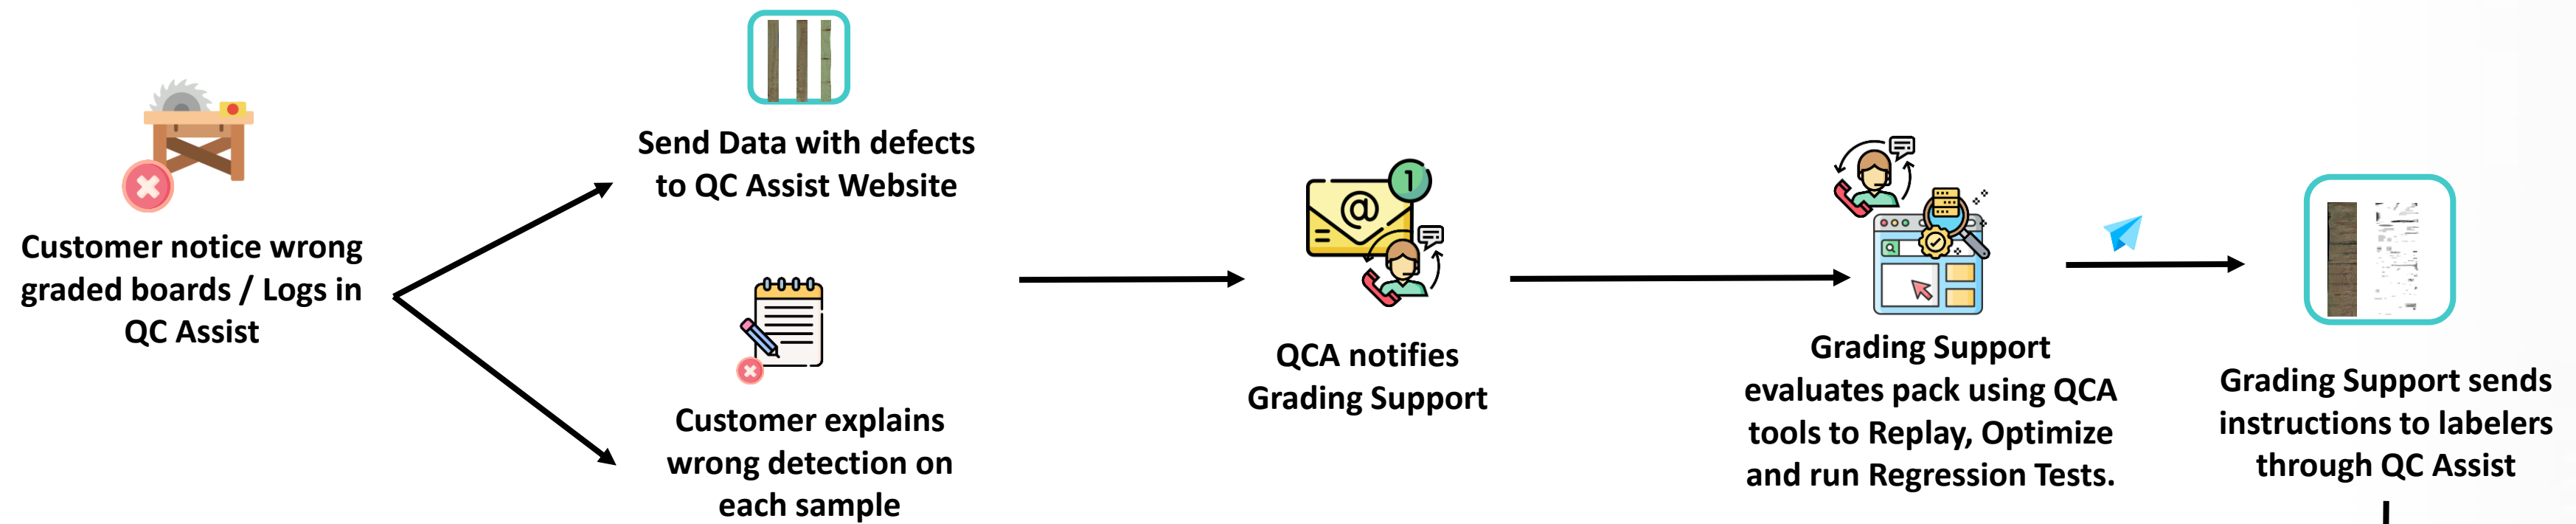 Customer notice wrong
graded boards / Logs in
QC Assist
Send Data with defects
to QC Assist Website
Customer explains
wrong detection on
each sample
@
1
QCA notifies
Grading Support
Grading Support
evaluates pack using QCA
tools to Replay, Optimize
and run Regression Tests.
Grading Support sends
instructions to labelers
through QC Assist